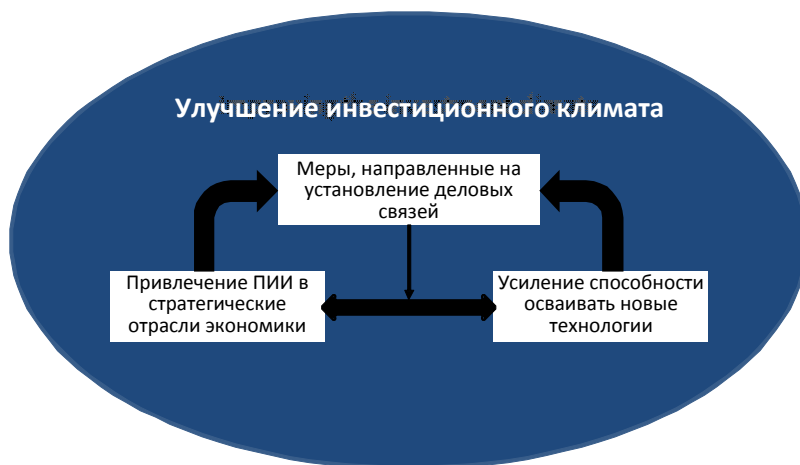 Улучшение инвестиционного климата
Меры, направленные на
установление деловых
связей
Привлечение ПИИ в
стратегические
отрасли экономики
Усиление способности
осваивать новые
технологии